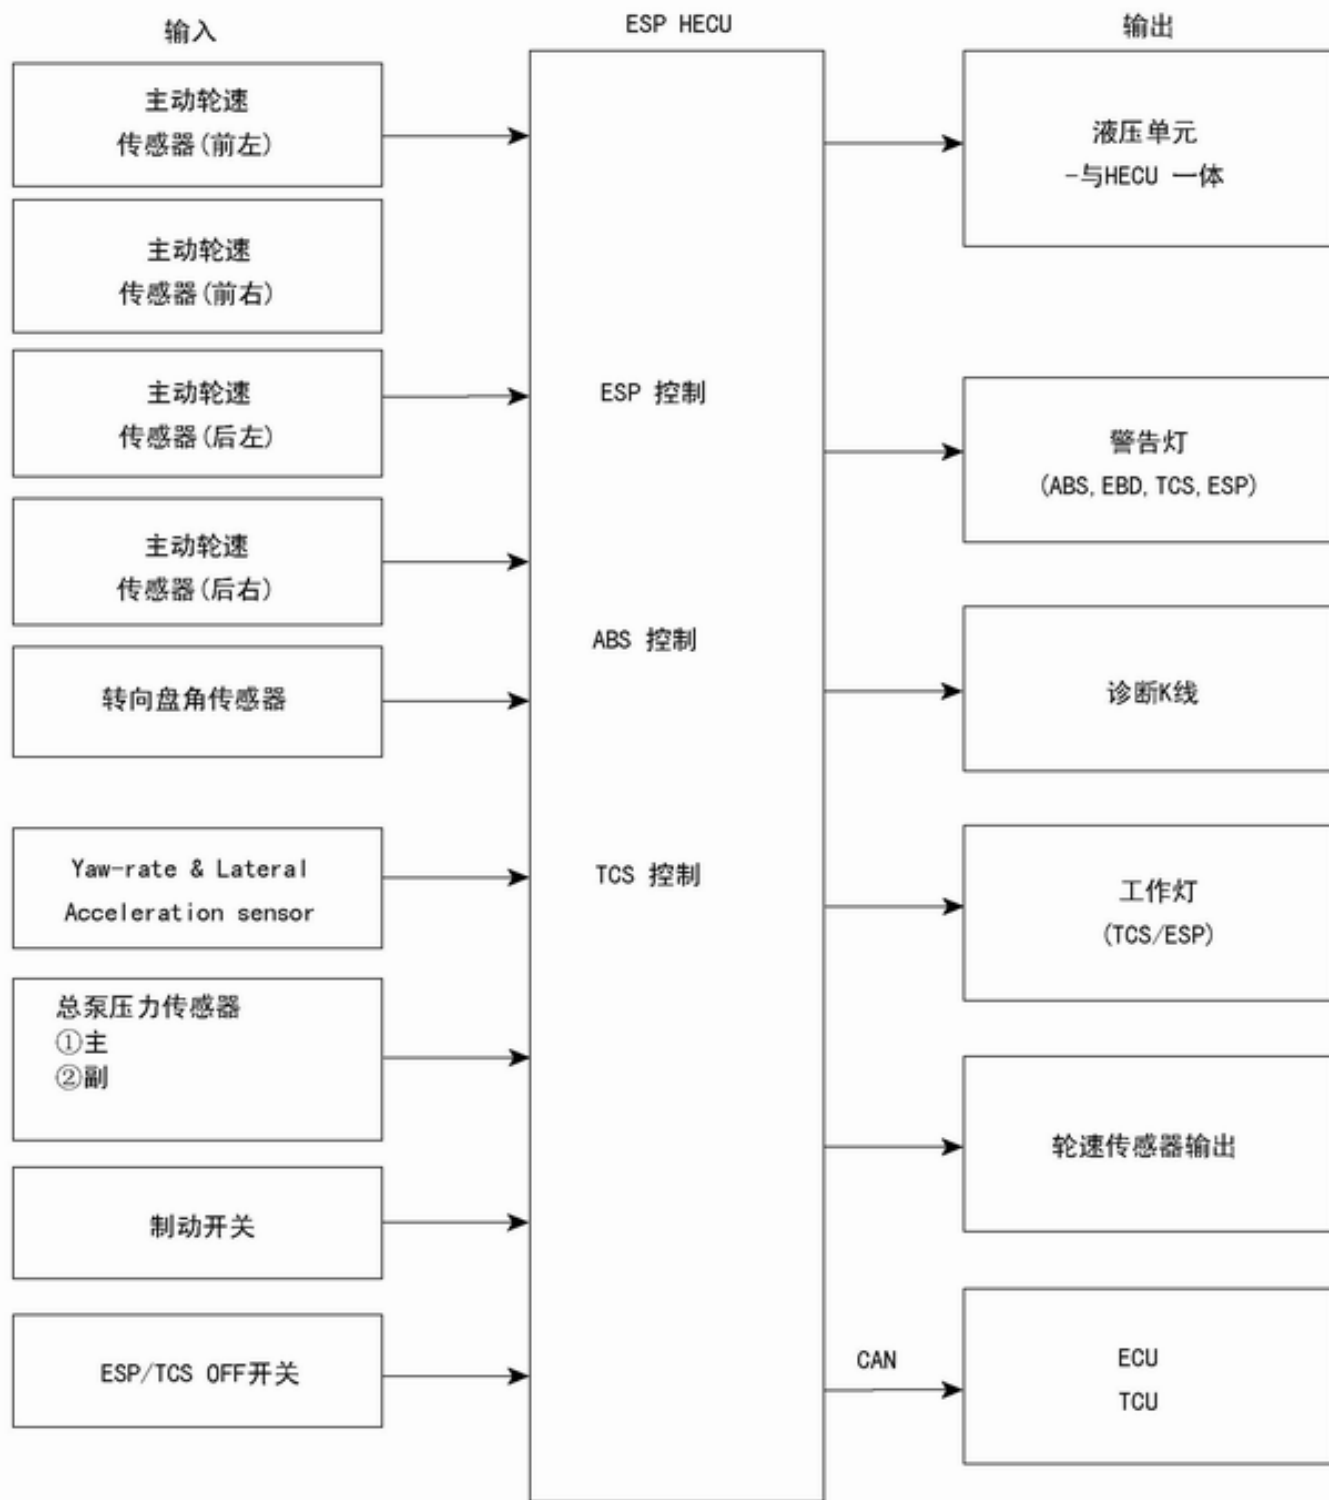 输入
主动轮速
传感器(前左)
主动轮速
传感器(前右)
主动轮速
传感器(后左)
主动轮速
传感器(后右)
转向盘角传感器
Yaw-rate & Lateral
Acceleration sensor
总泵压力传感器
①主
②副
制动开关
ESP/TCS OFF开关
ESP HECU
ESP 控制
ABS 控制
TCS 控制
CAN
输出
液压单元
-与HECU 一体
警告灯
(ABS,EBD,TCS,ESP)
诊断K线
工作灯
(TCS/ESP)
轮速传感器输出
ECU
TCU